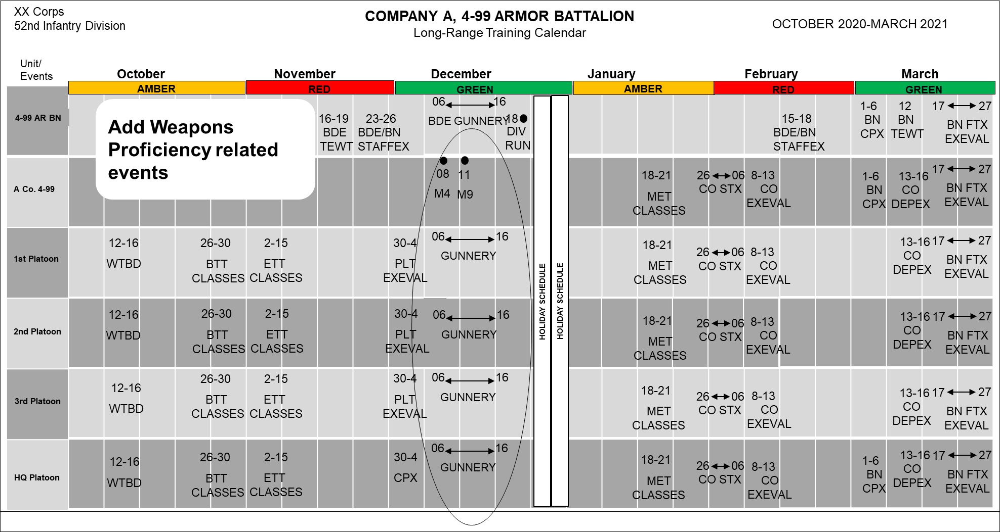 XX Corps
52nd Infantry Division
COMPANY A, 4-99 ARMOR BATTALION
Long-Range Training Calendar
OCTOBER 2020-MARCH 2021
Unit/
Events
October November December January February March
AMBER RED GREEN AMBER RED GREEN
4-99 AR BN
Add Weapons
Proficiency related
events
16-19
BDE
TEWT
23-26
BDE/BN
STAFFEX
06 16
BDE GUNNERY
18
DIV
RUN
15-18
BDE/BN
STAFFEX
1-6
BN
CPX
12
BN
TEWT
17 27
BN FTX
EXEVAL
A Co. 4-99
08
M4
11
M9
18-21
MET
CLASSES
26 06
CO STX
8-13
CO
EXEVAL
1-6
BN
CPX
13-16
CO
DEPEX
17 27
BN FTX
EXEVAL
1st Platoon
12-16
WTBD
26-30
BTT
CLASSES
2-15
ETT
CLASSES
30-4
PLT
EXEVAL
06 16
GUNNERY
HOLIDAY SCHEDULE
HOLIDAY SCHEDULE
18-21
MET
CLASSES
26 06
CO STX
8-13
CO
EXEVAL
13-16
CO
DEPEX
17 27
BN FTX
EXEVAL
2nd Platoon
12-16
WTBD
26-30
BTT
CLASSES
2-15
ETT
CLASSES
30-4
PLT
EXEVAL
06 16
GUNNERY
18-21
MET
CLASSES
26 06
CO STX
8-13
CO
EXEVAL
13-16
CO
DEPEX
17 27
BN FTX
EXEVAL
3rd Platoon
12-16
WTBD
26-30
BTT
CLASSES
2-15
ETT
CLASSES
30-4
PLT
EXEVAL
06 16
GUNNERY
18-21
MET
CLASSES
26 06
CO STX
8-13
CO
EXEVAL
13-16
CO
DEPEX
17 27
BN FTX
EXEVAL
HQ Platoon
12-16
WTBD
26-30
BTT
CLASSES
2-15
ETT
CLASSES
30-4
CPX
06 16
GUNNERY
18-21
MET
CLASSES
26 06
CO STX
8-13
CO
EXEVAL
1-6
BN
CPX
13-16
CO
DEPEX
17 27
BN FTX
EXEVAL